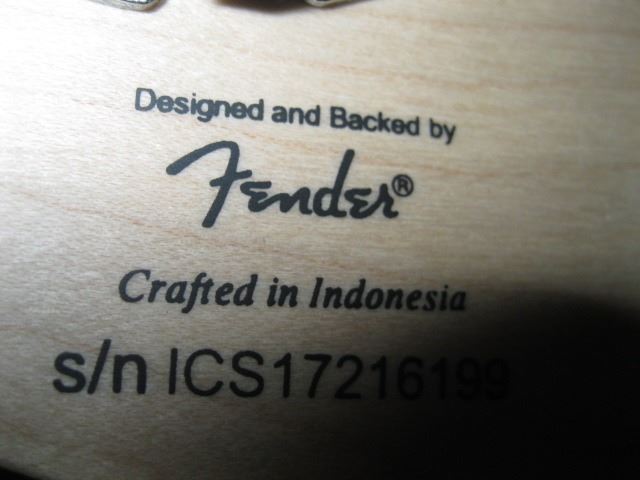 Designed and Backed by
Fender®
Crafted in Indonesia
s/n ICS17216199